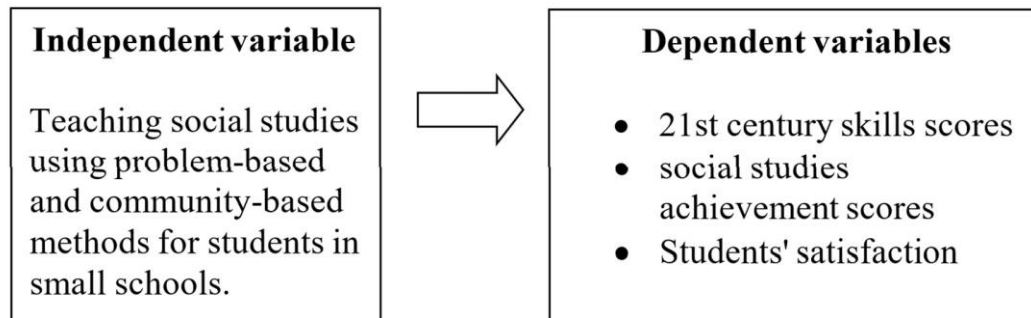 Independent variable
Teaching social studies
using problem-based
and community-based
methods for students in
small schools.
Dependent variables
• 21st century skills scores
• social studies
achievement scores
• Students' satisfaction